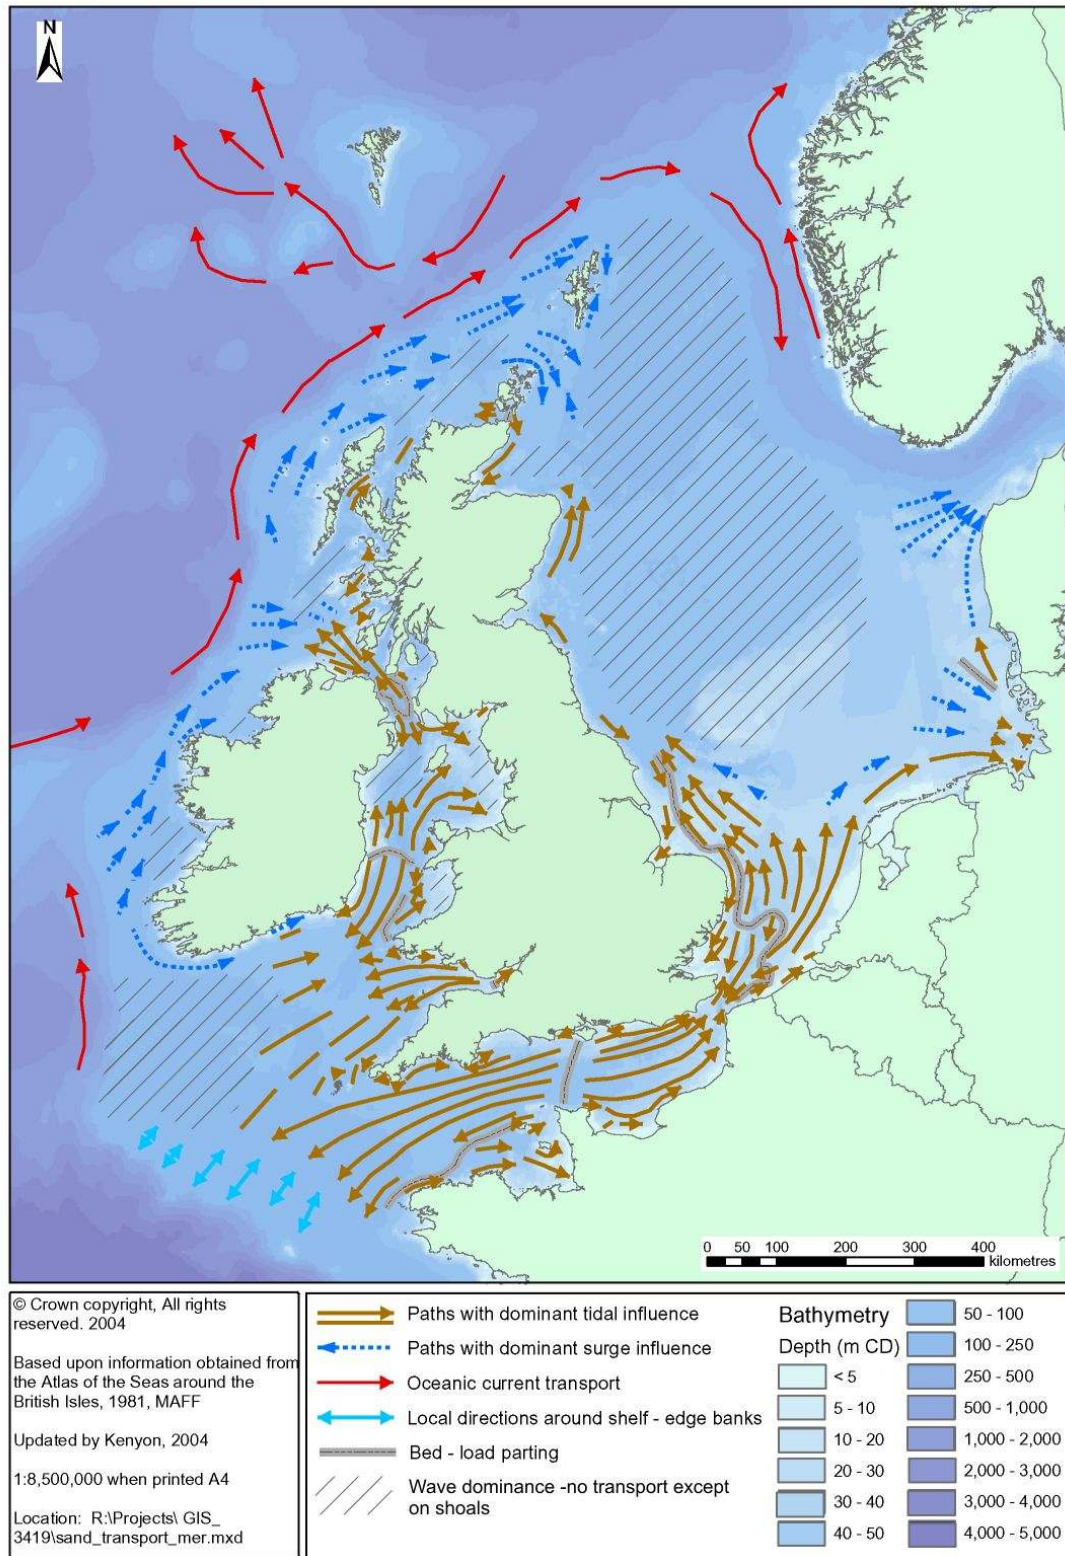 N
0 50 100 200 300 400
kilometres
© Crown copyright, All rights
reserved. 2004
Based upon information obtained from
the Atlas of the Seas around the
British Isles, 1981, MAFF
Updated by Kenyon, 2004
1:8,500,000 when printed A4
Location: R:\Projects\ GIS_
3419\sand_transport_mer.mxd
Paths with dominant tidal influence
Paths with dominant surge influence
Oceanic current transport
Local directions around shelf - edge banks
Bed - load parting
Wave dominance -no transport except
on shoals
Bathymetry
Depth (m CD)
< 5
5 - 10
10 - 20
20 - 30
30 - 40
40 - 50
50 - 100
100 - 250
250 - 500
500 - 1,000
1,000 - 2,000
2,000 - 3,000
3,000 - 4,000
4,000 - 5,000